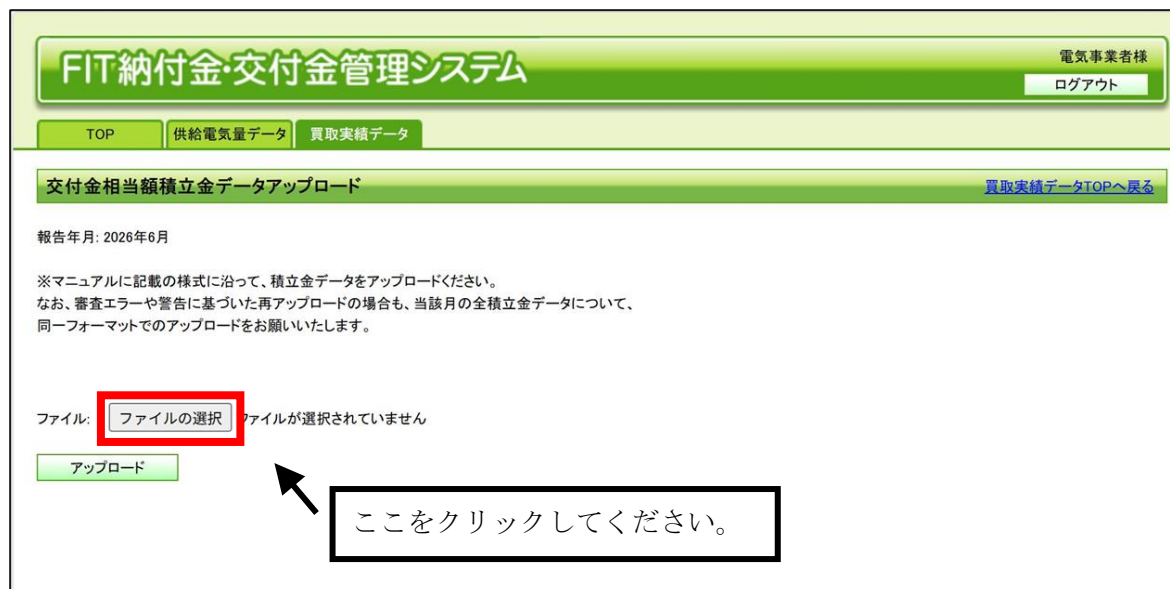 FIT納付金・交付金管理システム
電気事業者様
ログアウト
TOP
供給電気量データ
買取実績データ
交付金相当額積立金データアップロード
買取実績データTOPへ戻る
報告年月: 2026年6月
※マニュアルに記載の様式に沿って、積立金データをアップロードください。
なお、審査エラーや警告に基づいた再アップロードの場合も、当該月の全積立金データについて、
同一フォーマットでのアップロードをお願いいたします。
ファイル: ファイルの選択 ファイルが選択されていません
アップロード
ここをクリックしてください。